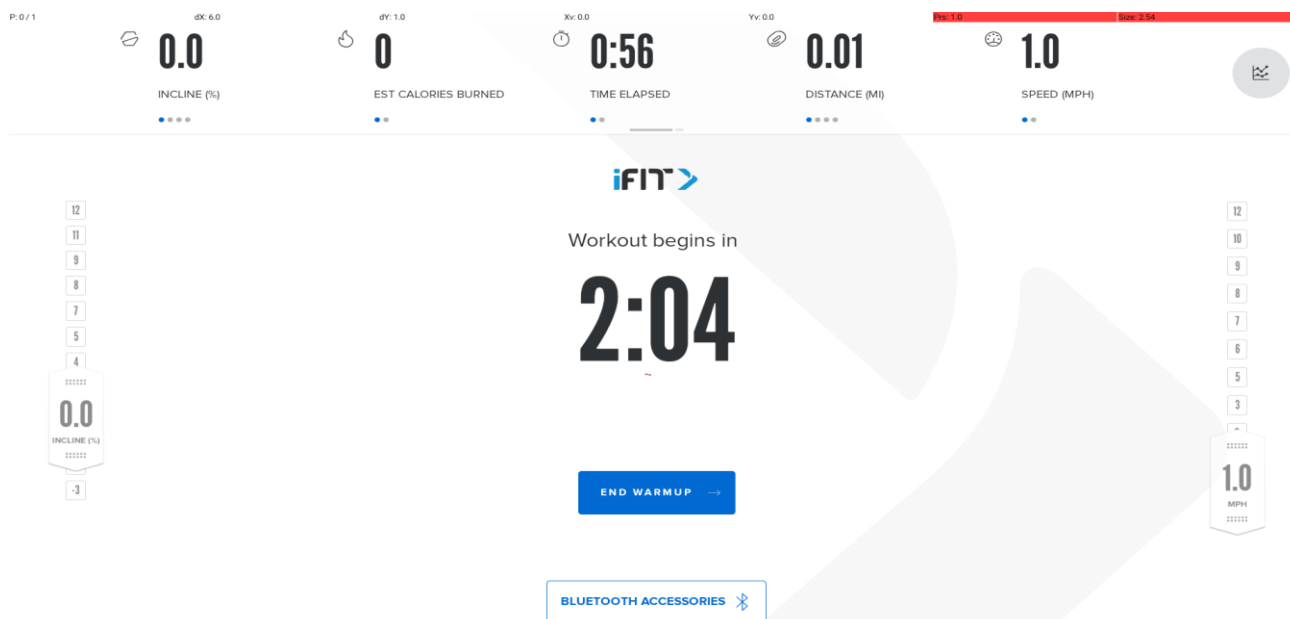 P: 0 / 1 dX: 6.0 dY: 1.0 Xv: 0.0 Yv: 0.0 Prs: 1.0 Size: 2.54
0.0 0 0:56 0.01 1.0
INCLINE (%) EST CALORIES BURNED TIME ELAPSED DISTANCE (MI) SPEED (MPH)
iFIT
Workout begins in
2:04
12
11
9
8
7
5
4
0.0
INCLINE (%)
-3
12
10
9
8
7
6
5
3
1.0
MPH
END WARMUP →
BLUETOOTH ACCESSORIES